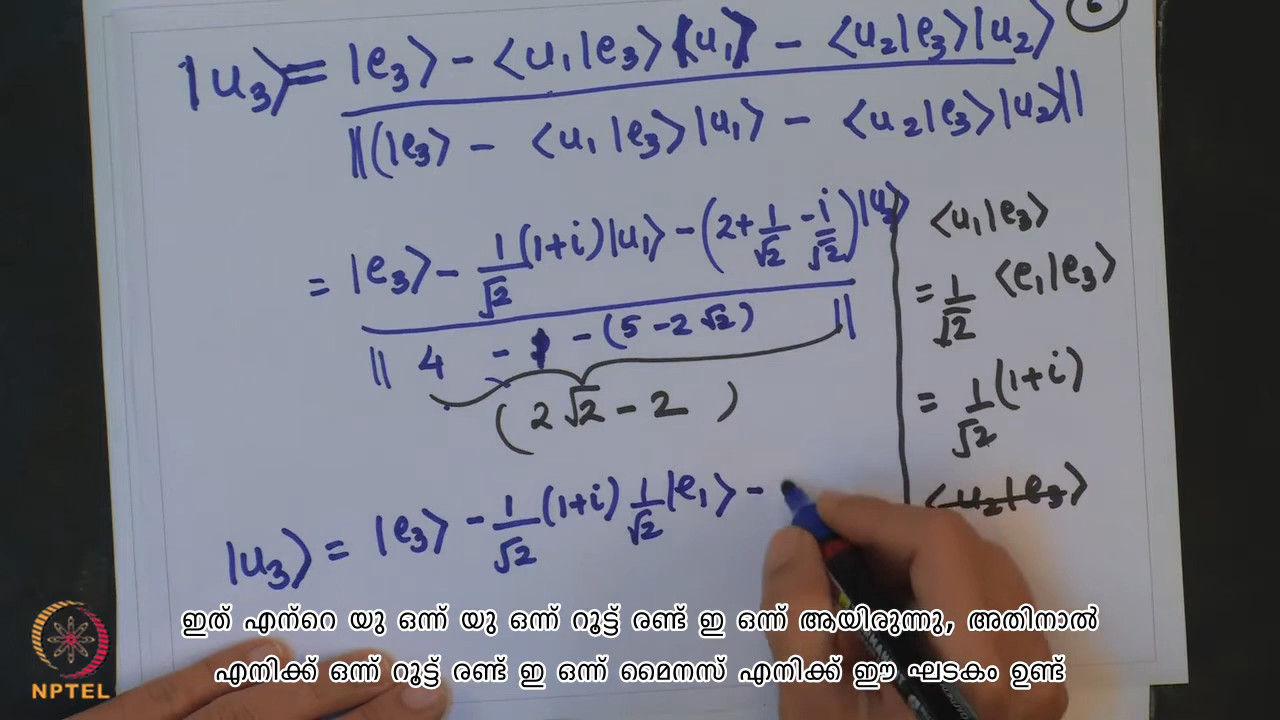 6
|u₃⟩ = |e₃⟩ - ⟨u₁|e₃⟩ |u₁⟩ - ⟨u₂|e₃⟩|u₂⟩
||(|e₃⟩ - ⟨u₁|e₃⟩|u₁⟩ - ⟨u₂|e₃⟩|u₂⟩||
= |e₃⟩ - 1/√2 (1+i)|u₁⟩ - (2 + 1/√2 - i/√2)|u₂⟩
|| 4 - 1 - (5 - 2√2) ||
(2√2 - 2)
|u₃⟩ = |e₃⟩ - 1/√2 (1+i) 1/√2 |e₁⟩ -
⟨u₁|e₃⟩
= 1/√2 ⟨e₁|e₃⟩
= 1/√2 (1+i)
⟨u₂|e₃⟩
ഇത് എന്റെ യു ഒന്ന് യു ഒന്ന് റൂട്ട് രണ്ട് ഇ ഒന്ന് ആയിരുന്നു, അതിനാൽ
എനിക്ക് ഒന്ന് റൂട്ട് രണ്ട് ഇ ഒന്ന് മൈനസ് എനിക്ക് ഈ ഘടകം ഉണ്ട്
NPTEL